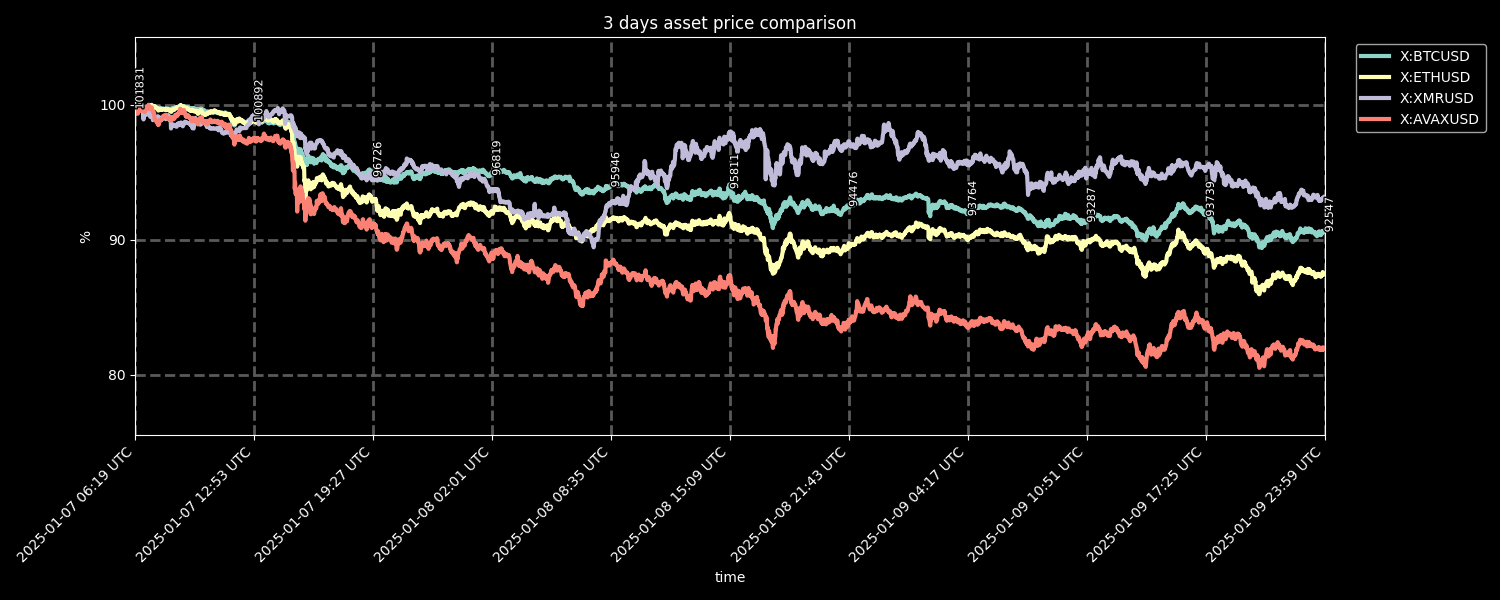 3 days asset price comparison
X:BTCUSD
X:ETHUSD
X:XMRUSD
X:AVAXUSD
100
90
80
%
101831
100892
96726
96819
95946
95811
94476
93764
93287
93739
92547
2025-01-07 06:19 UTC
2025-01-07 12:53 UTC
2025-01-07 19:27 UTC
2025-01-08 02:01 UTC
2025-01-08 08:35 UTC
2025-01-08 15:09 UTC
2025-01-08 21:43 UTC
2025-01-09 04:17 UTC
2025-01-09 10:51 UTC
2025-01-09 17:25 UTC
2025-01-09 23:59 UTC
time